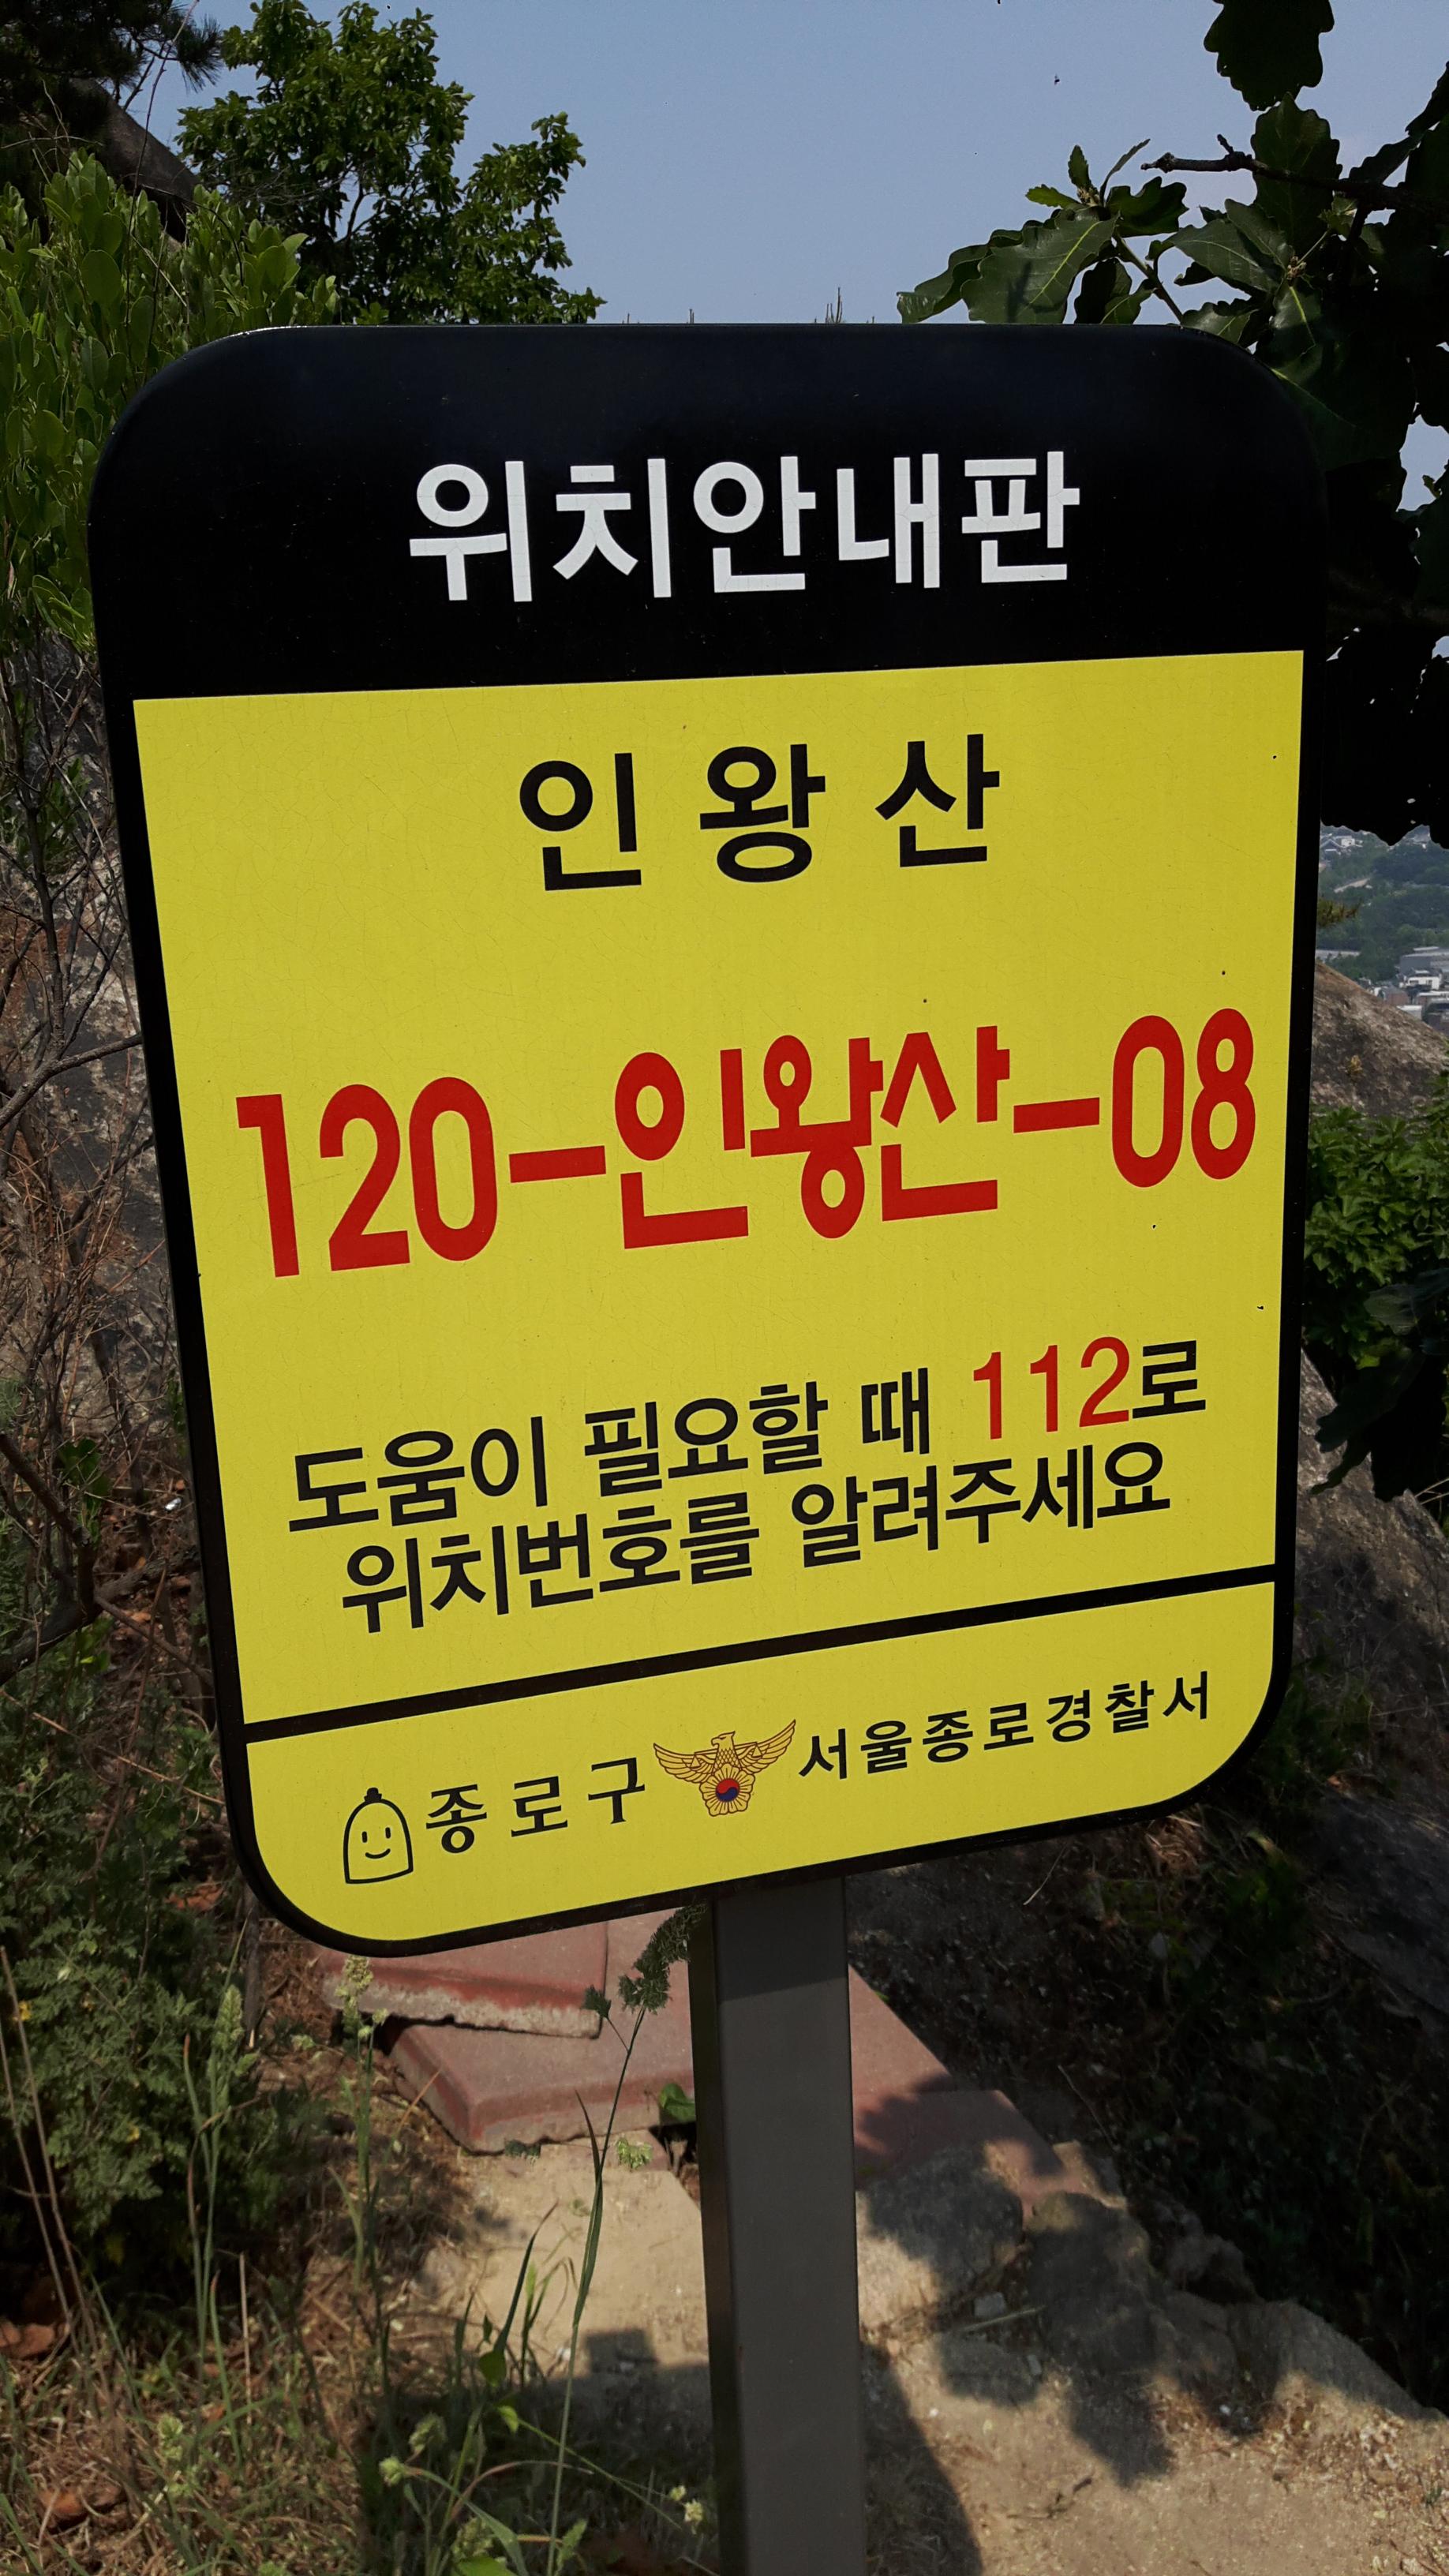 위치안내판
인왕산
120-인왕산-08
도움이 필요할 때 112로
위치번호를 알려주세요
종로구 서울종로경찰서